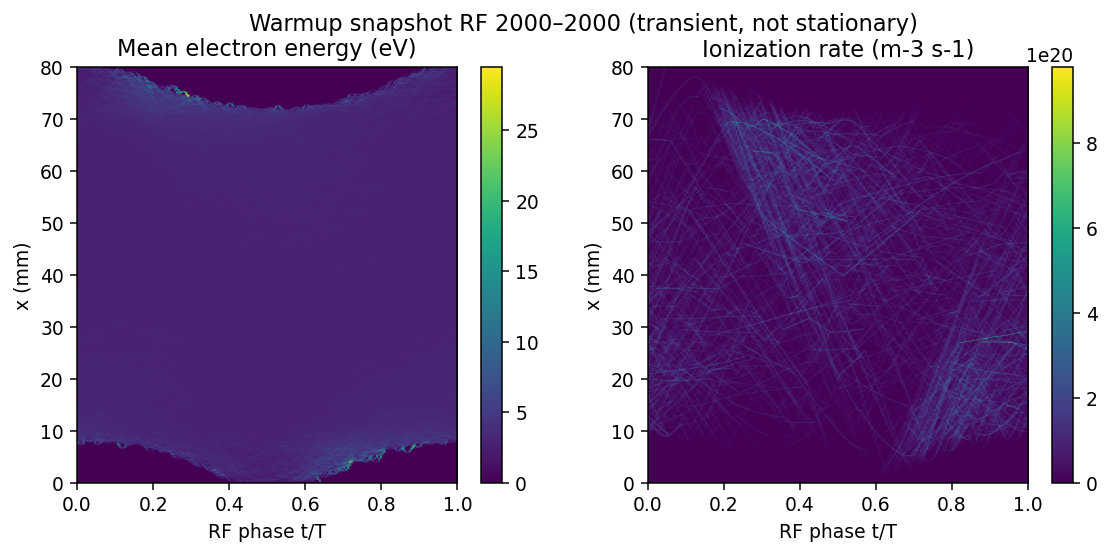 Warmup snapshot RF 2000–2000 (transient, not stationary)
Mean electron energy (eV)
80
70
60
50
40
30
20
10
0
x (mm)
0.0 0.2 0.4 0.6 0.8 1.0
RF phase t/T
25
20
15
10
5
0
Ionization rate (m-3 s-1)
1e20
80
70
60
50
40
30
20
10
0
x (mm)
0.0 0.2 0.4 0.6 0.8 1.0
RF phase t/T
8
6
4
2
0